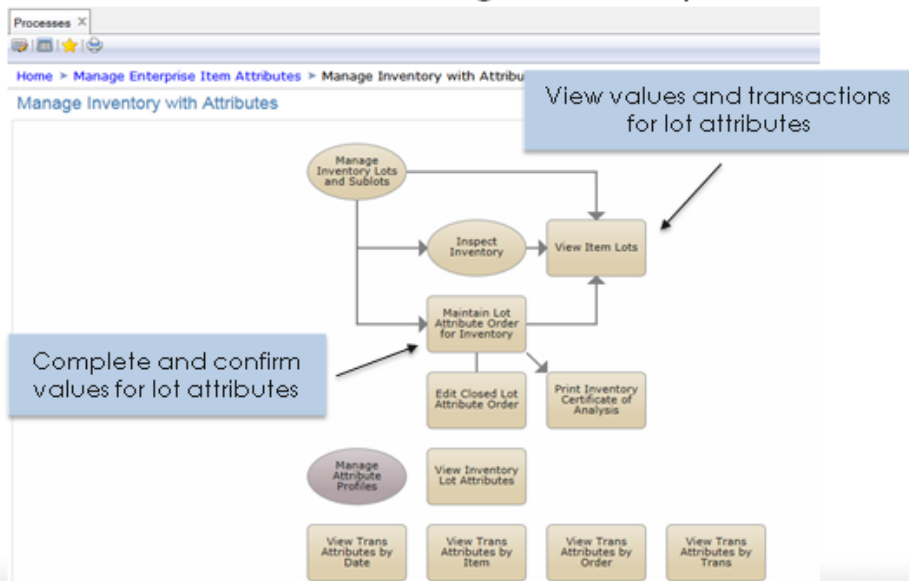 Processes
Home > Manage Enterprise Item Attributes > Manage Inventory with Attribu
Manage Inventory with Attributes
View values and transactions
for lot attributes
Manage
Inventory Lots
and Sublots
Inspect
Inventory
View Item Lots
Maintain Lot
Attribute Order
for Inventory
Complete and confirm
values for lot attributes
Edit Closed Lot
Attribute Order
Print Inventory
Certificate of
Analysis
Manage
Attribute
Profiles
View Inventory
Lot Attributes
View Trans
Attributes by
Date
View Trans
Attributes by
Item
View Trans
Attributes by
Order
View Trans
Attributes by
Trans